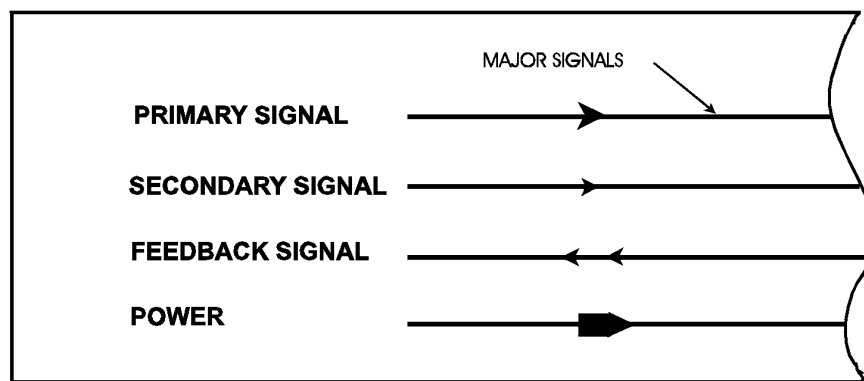 MAJOR SIGNALS
PRIMARY SIGNAL
SECONDARY SIGNAL
FEEDBACK SIGNAL
POWER